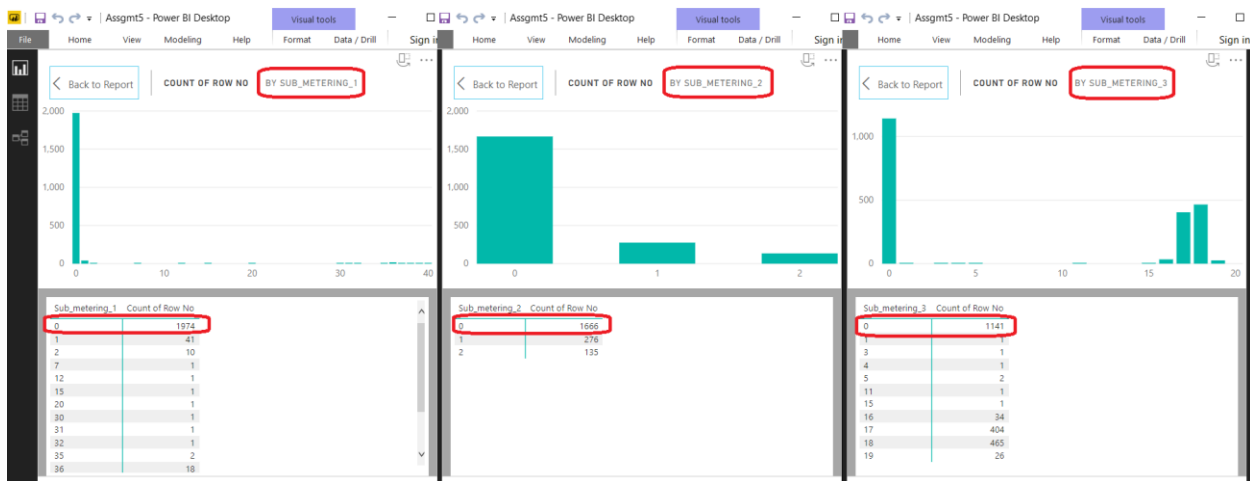 Assgmt5 - Power BI Desktop Visual tools
File Home View Modeling Help Format Data / Drill Sign in
Back to Report COUNT OF ROW NO BY SUB_METERING_1
2,000
1,500
1,000
500
0
0 10 20 30 40
Sub_metering_1 Count of Row No
0 1974
1 41
2 10
7 1
12 1
15 1
20 1
30 1
31 1
32 1
35 2
36 18
Assgmt5 - Power BI Desktop Visual tools
Home View Modeling Help Format Data / Drill Sign in
Back to Report COUNT OF ROW NO BY SUB_METERING_2
2,000
1,500
1,000
500
0
0 1 2
Sub_metering_2 Count of Row No
0 1666
1 276
2 135
Assgmt5 - Power BI Desktop Visual tools
Home View Modeling Help Format Data / Drill Sign in
Back to Report COUNT OF ROW NO BY SUB_METERING_3
1,000
500
0
0 5 10 15 20
Sub_metering_3 Count of Row No
0 1141
1 1
3 1
4 1
5 2
11 1
15 1
16 34
17 404
18 465
19 26